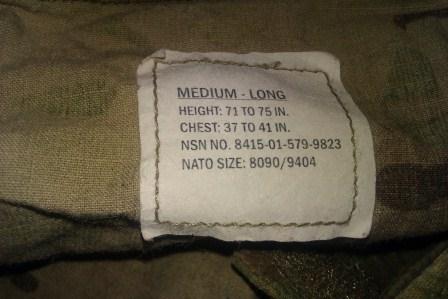 MEDIUM - LONG
HEIGHT: 71 TO 75 IN.
CHEST: 37 TO 41 IN.
NSN NO. 8415-01-579-9823
NATO SIZE: 8090/9404